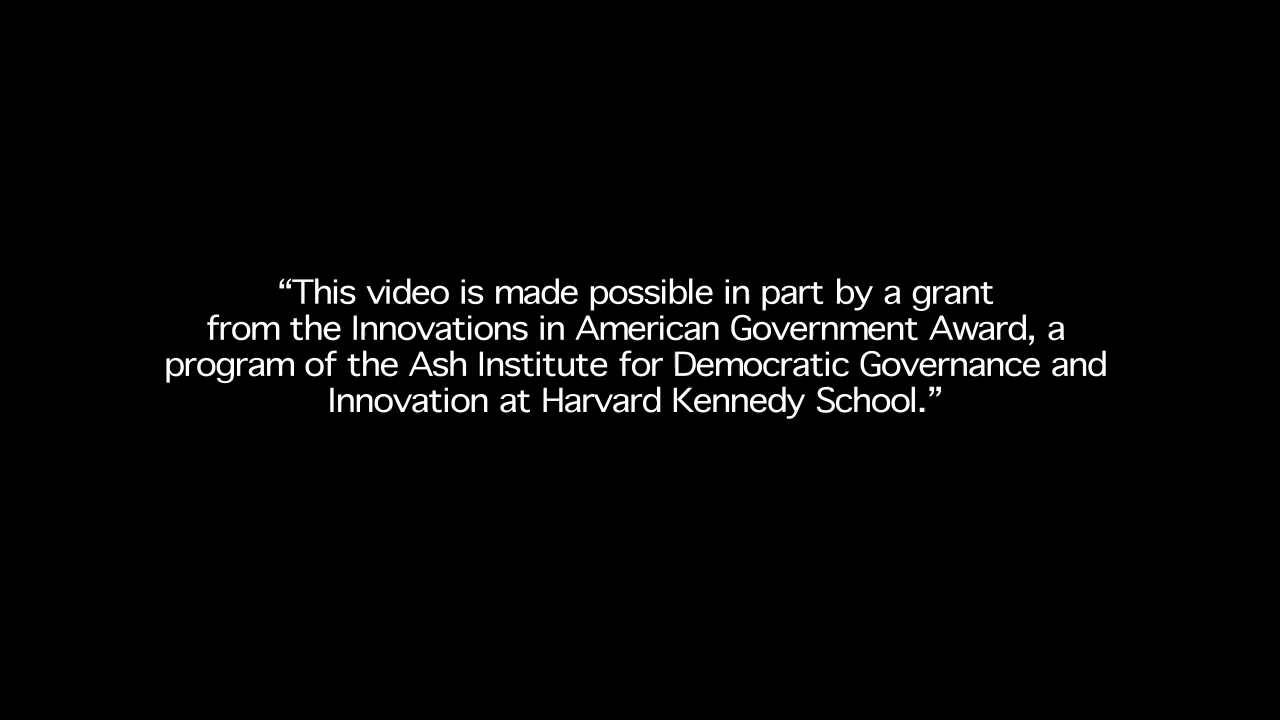 “This video is made possible in part by a grant
from the Innovations in American Government Award, a
program of the Ash Institute for Democratic Governance and
Innovation at Harvard Kennedy School.”